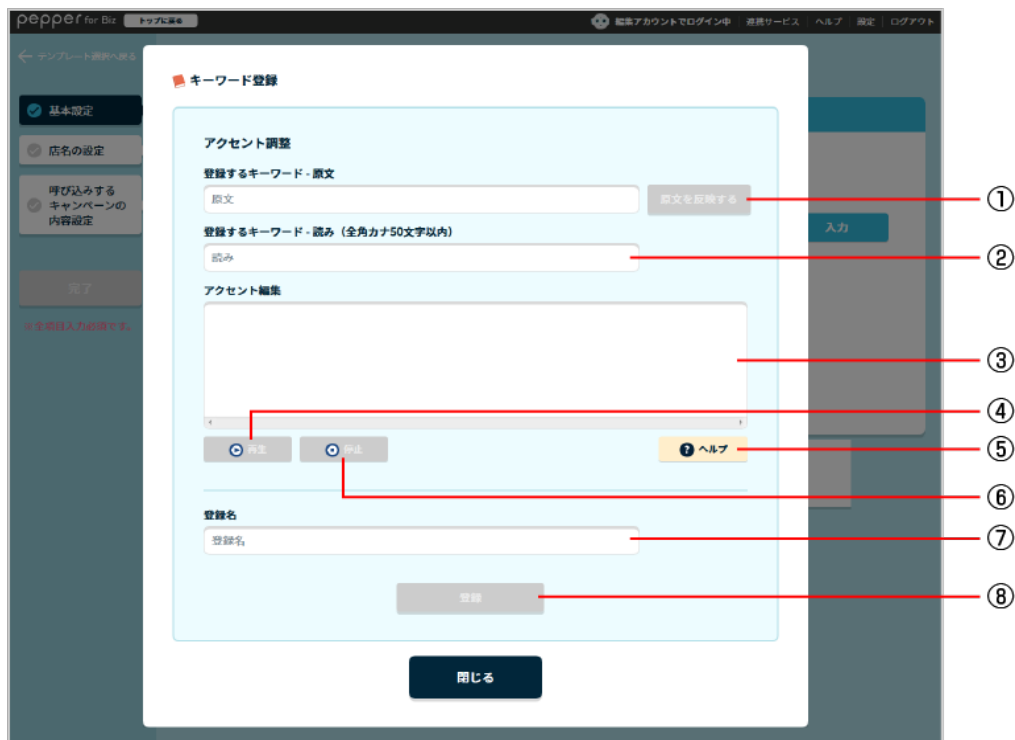 pepper for Biz
トップに戻る
編集アカウントでログイン中
連携サービス
ヘルプ
設定
ログアウト
← テンプレート選択へ戻る
基本設定
店名の設定
呼び込みする
キャンペーンの
内容設定
完了
※全項目入力必須です。
入力
キーワード登録
アクセント調整
登録するキーワード - 原文
原文
原文を反映する
①
登録するキーワード - 読み（全角カナ50文字以内）
読み
②
アクセント編集
③
④
再生
停止
ヘルプ
⑤
⑥
登録名
登録名
⑦
登録
⑧
閉じる